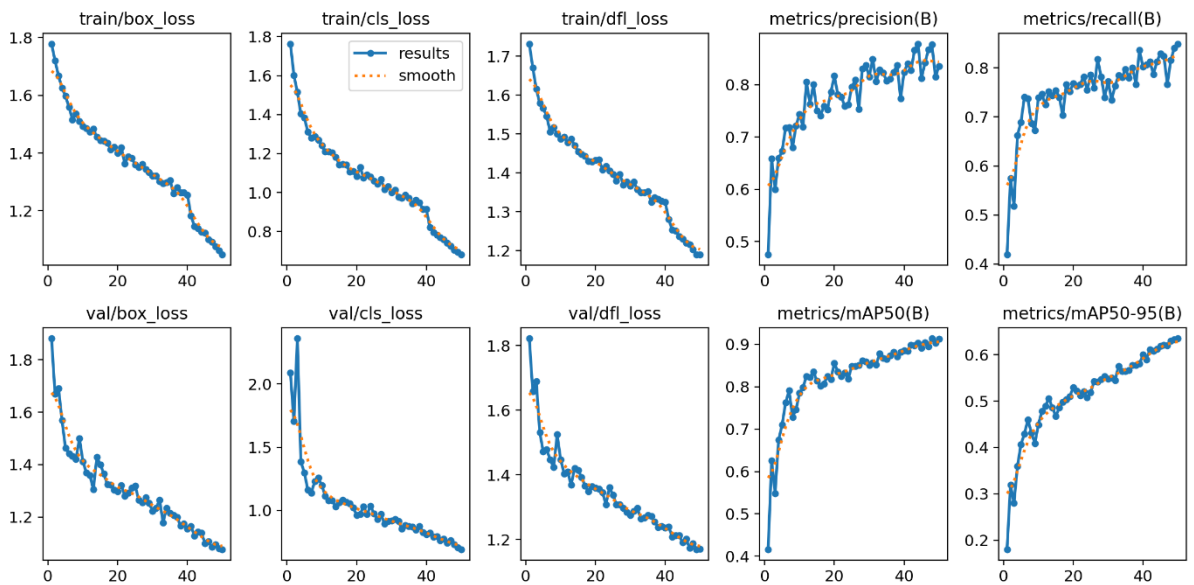 train/box_loss
train/cls_loss
train/dfl_loss
metrics/precision(B)
metrics/recall(B)
1.8
1.6
1.4
1.2
0 20 40
1.8
1.6
1.4
1.2
1.0
0.8
0 20 40
results
smooth
1.7
1.6
1.5
1.4
1.3
1.2
0 20 40
0.8
0.7
0.6
0.5
0 20 40
0.8
0.7
0.6
0.5
0.4
0 20 40
val/box_loss
val/cls_loss
val/dfl_loss
metrics/mAP50(B)
metrics/mAP50-95(B)
1.8
1.6
1.4
1.2
0 20 40
2.0
1.5
1.0
0 20 40
1.8
1.6
1.4
1.2
0 20 40
0.9
0.8
0.7
0.6
0.5
0.4
0 20 40
0.6
0.5
0.4
0.3
0.2
0 20 40